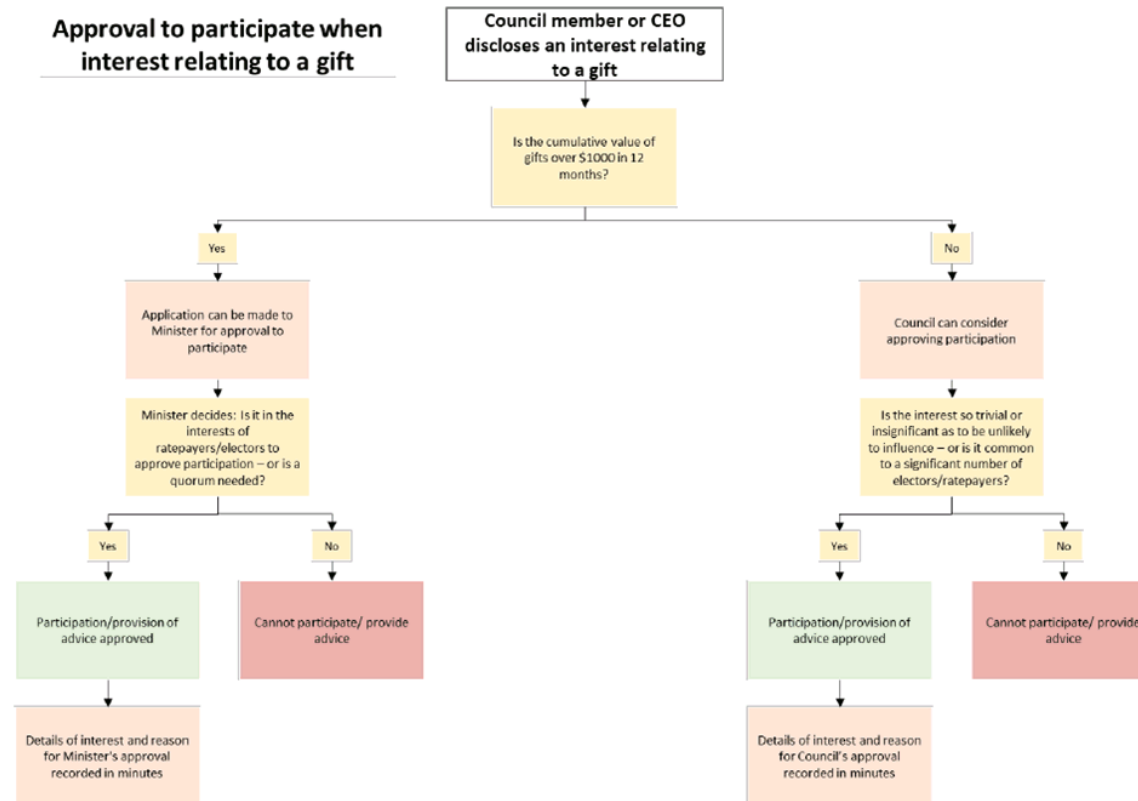 Approval to participate when
interest relating to a gift
Council member or CEO
discloses an interest relating
to a gift
Is the cumulative value of
gifts over $1000 in 12
months?
Yes
No
Application can be made to
Minister for approval to
participate
Council can consider
approving participation
Minister decides: Is it in the
interests of
ratepayers/electors to
approve participation – or is a
quorum needed?
Is the interest so trivial or
insignificant as to be unlikely
to influence – or is it common
to a significant number of
electors/ratepayers?
Yes
No
Yes
No
Participation/provision of
advice approved
Cannot participate/ provide
advice
Participation/provision of
advice approved
Cannot participate/ provide
advice
Details of interest and reason
for Minister's approval
recorded in minutes
Details of interest and reason
for Council's approval
recorded in minutes